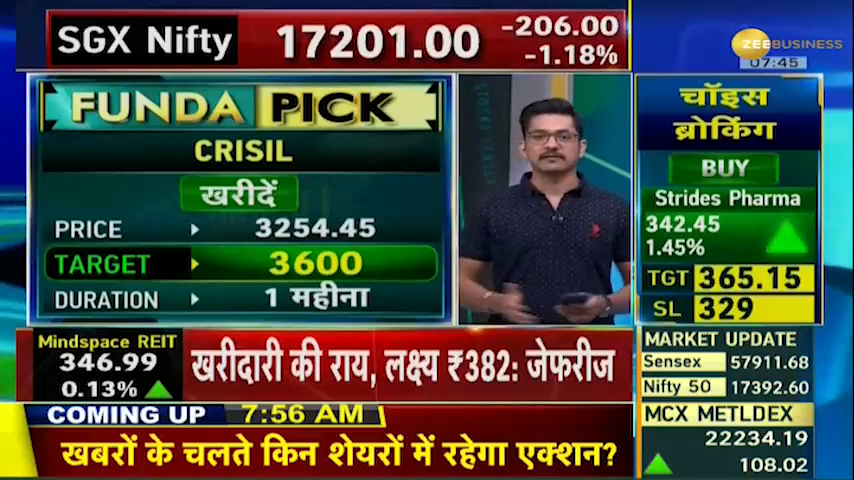 SGX Nifty 17201.00 -206.00
-1.18%
ZEEBUSINESS
07:45
FUNDA PICK
CRISIL
खरीदें
PRICE 3254.45
TARGET 3600
DURATION 1 महीना
चॉइस
ब्रोकिंग
BUY
Strides Pharma
342.45
1.45%
TGT 365.15
SL 329
Mindspace REIT
346.99
0.13%
खरीदारी की राय, लक्ष्य ₹382: जेफरीज
MARKET UPDATE
Sensex 57911.68
Nifty 50 17392.60
MCX METLDEX
22234.19
108.02
COMING UP 7:56 AM
खबरों के चलते किन शेयरों में रहेगा एक्शन?